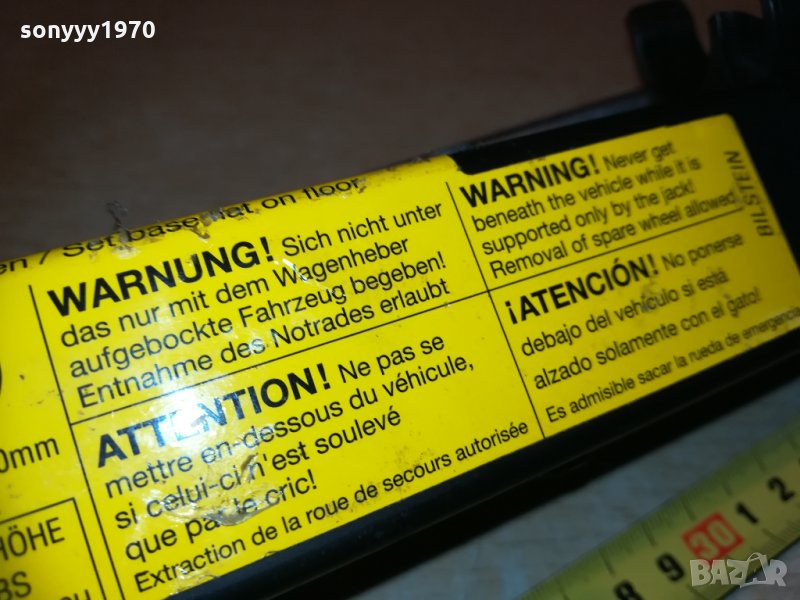 sonyyy1970
en / Set base flat on floor
WARNUNG! Sich nicht unter
das nur mit dem Wagenheber
aufgebockte Fahrzeug begeben!
Entnahme des Notrades erlaubt
WARNING! Never get
beneath the vehicle while it is
supported only by the jack!
Removal of spare wheel allowed
BILSTEIN
ATTENTION! Ne pas se
mettre en-dessous du véhicule,
si celui-ci n'est soulevé
que par le cric!
Extraction de la roue de secours autorisée
¡ATENCIÓN! No ponerse
debajo del vehículo si está
alzado solamente con el gato!
Es admisible sacar la rueda de emergencia
0mm
HÖHE
BS
8 9 30 1 2
BAZAR